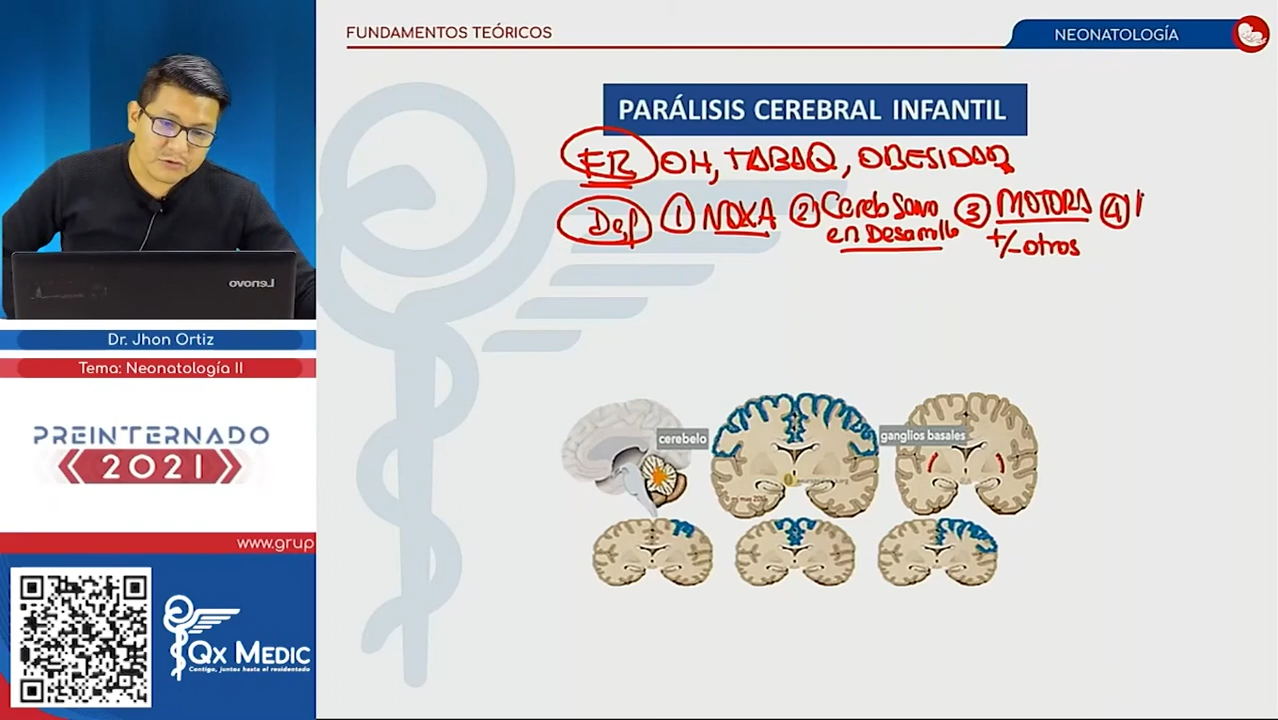 FUNDAMENTOS TEÓRICOS
NEONATOLOGÍA
PARÁLISIS CEREBRAL INFANTIL
FR OH, TABAQ, OBESIDAD
Def ① NOXA ② Cereb Sano ③ MOTORA ④
en Desarrollo +/- otros
Lenovo
Dr. Jhon Ortiz
Tema: Neonatología II
PREINTERNADO
2021
www.grup
QX MEDIC
Contigo, juntos hasta el residentado
cerebelo
ganglios basales